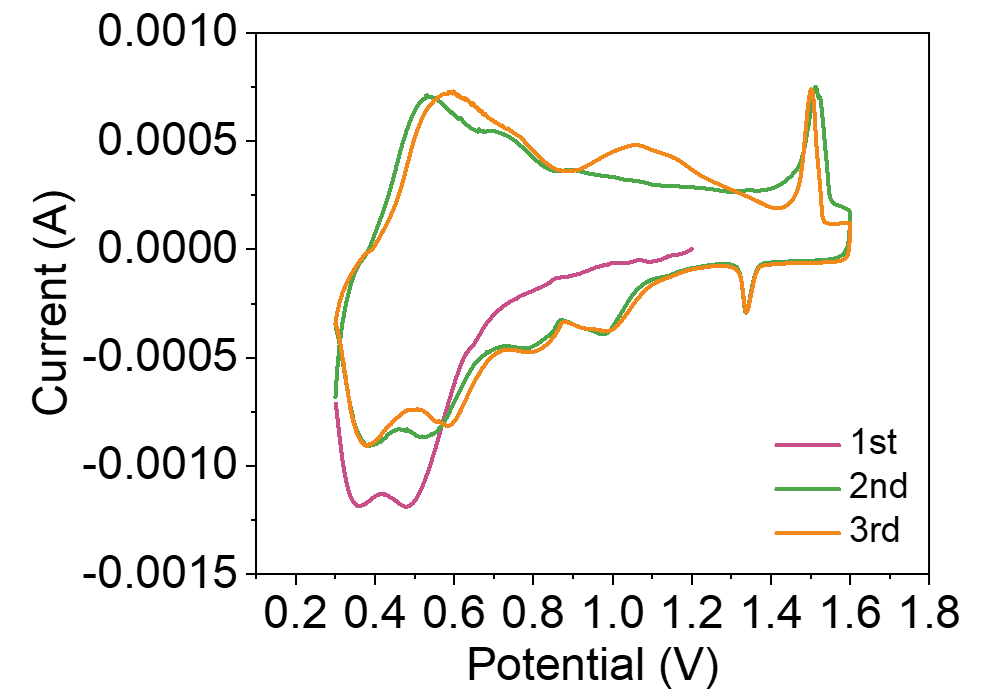 0.0010
0.0005
0.0000
-0.0005
-0.0010
-0.0015
Current (A)
1st
2nd
3rd
0.2 0.4 0.6 0.8 1.0 1.2 1.4 1.6 1.8
Potential (V)